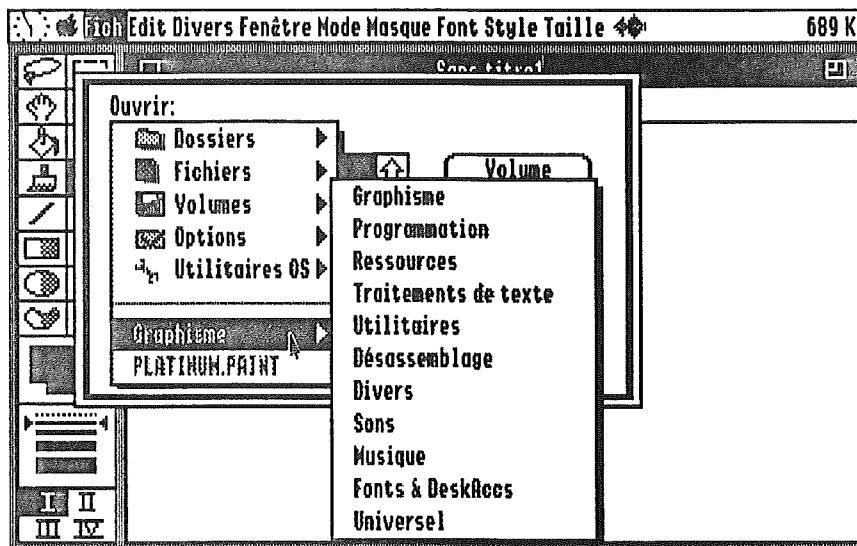 Fich Edit Divers Fenêtre Mode Masque Font Style Taille 689 K
Sans titre1
Ouvrir:
Dossiers
Fichiers
Volumes
Options
Utilitaires OS
Graphisme
PLATINUM.PAINT
Volume
Graphisme
Programmation
Ressources
Traitements de texte
Utilitaires
Désassemblage
Divers
Sons
Musique
Fonts & DeskAccs
Universel
I II
III IV